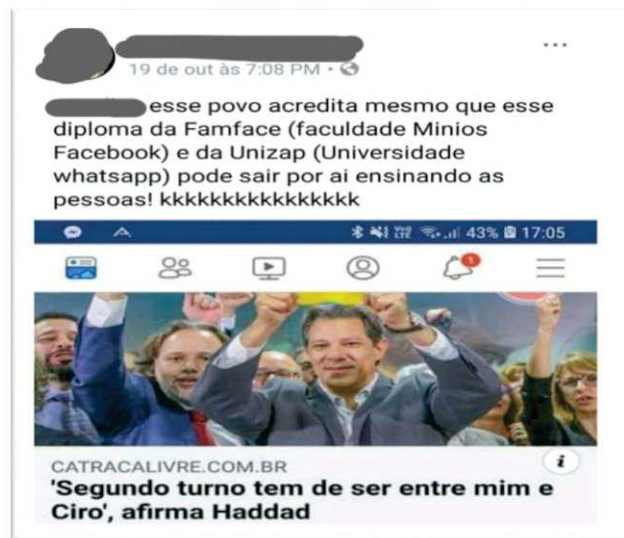 19 de out às 7:08 PM •
esse povo acredita mesmo que esse
diploma da Famface (faculdade Minios
Facebook) e da Unizap (Universidade
whatsapp) pode sair por ai ensinando as
pessoas! kkkkkkkkkkkkkkkk
43% 17:05
1
CATRACALIVRE.COM.BR
'Segundo turno tem de ser entre mim e
Ciro', afirma Haddad